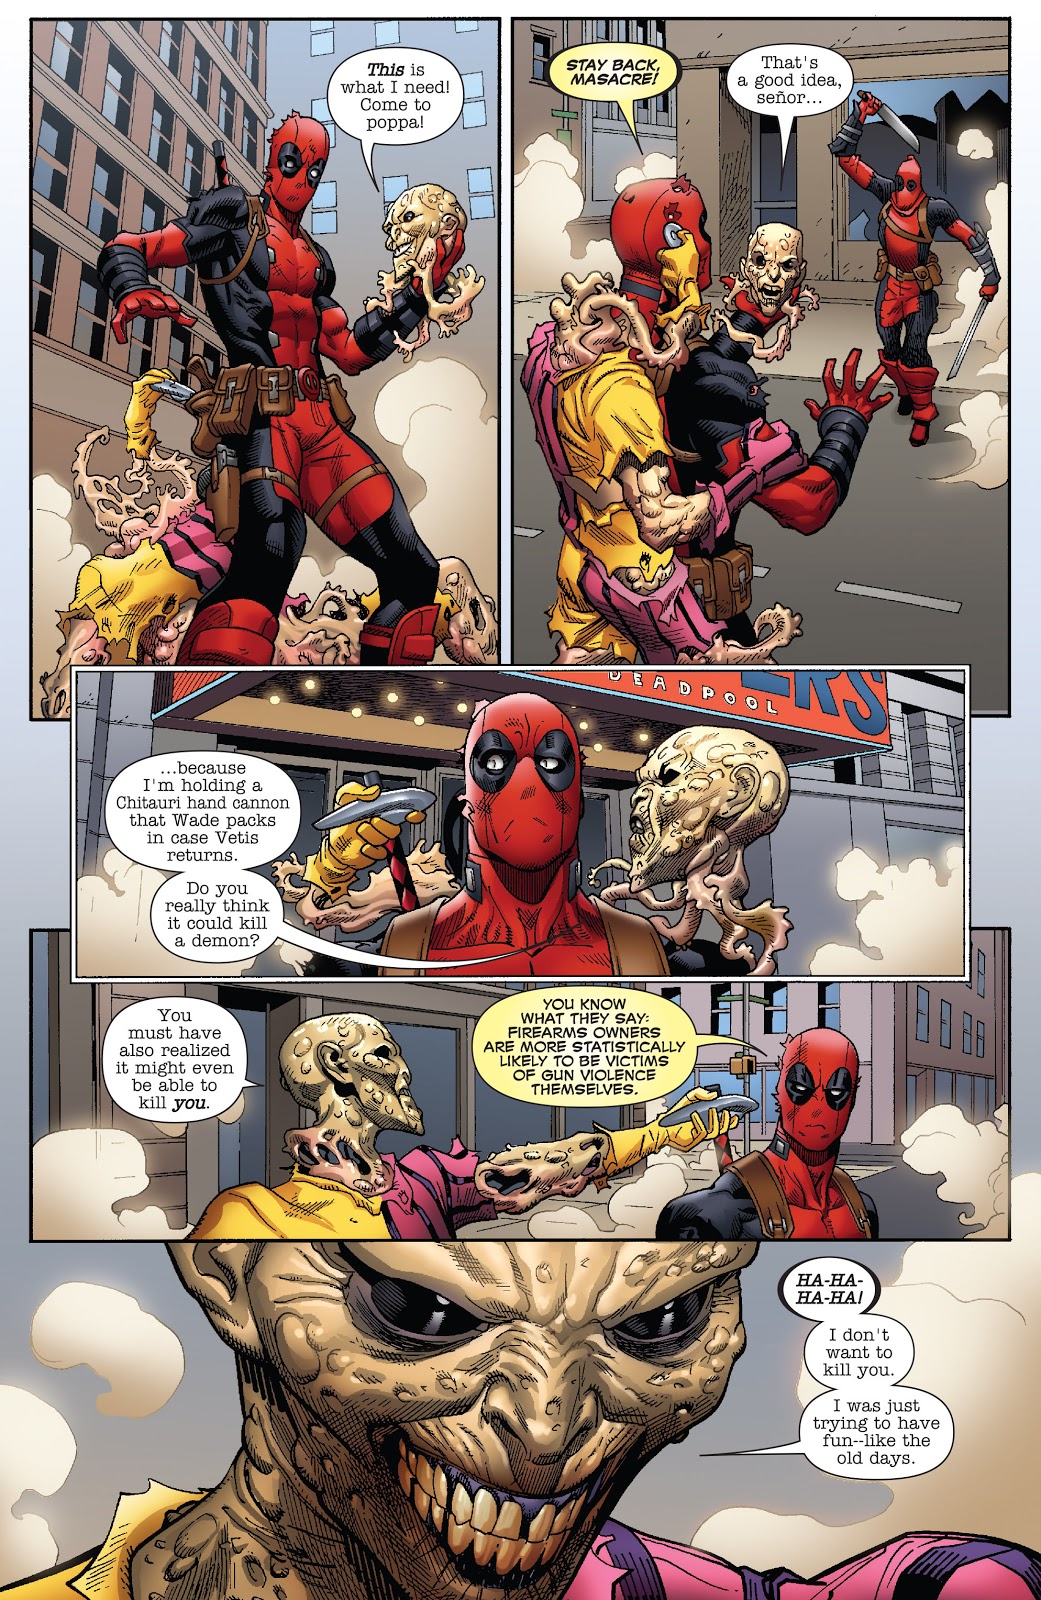 This is
what I need!
Come to
poppa!
STAY BACK,
MASACRE!
That's
a good idea,
señor...
ERS
DEADPOOL
...because
I'm holding a
Chitauri hand cannon
that Wade packs
in case Vetis
returns.
Do you
really think
it could kill
a demon?
You
must have
also realized
it might even
be able to
kill you.
YOU KNOW
WHAT THEY SAY:
FIREARMS OWNERS
ARE MORE STATISTICALLY
LIKELY TO BE VICTIMS
OF GUN VIOLENCE
THEMSELVES.
HA-HA-
HA-HA!
I don't
want to
kill you.
I was just
trying to have
fun--like the
old days.